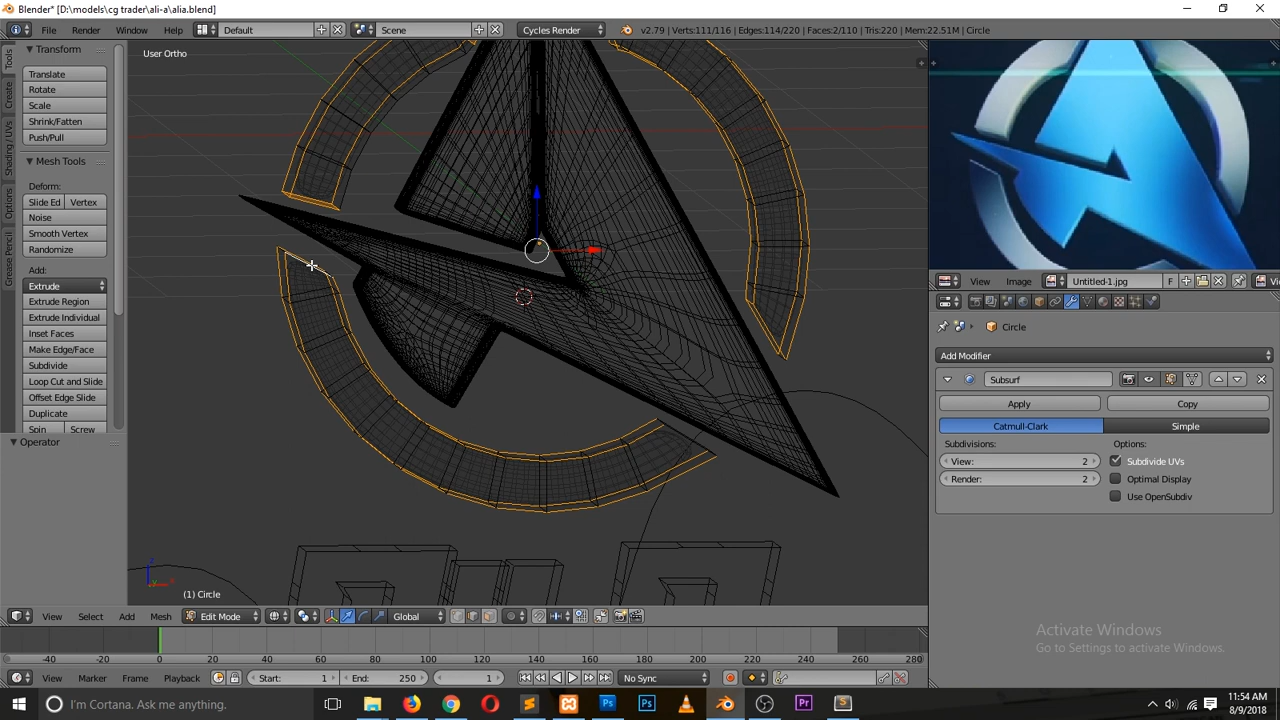 Blender* [D:\models\cg trader\ali-a\alia.blend]
File Render Window Help Default Scene Cycles Render v2.79 | Verts:111/116 | Edges:114/220 | Faces:2/110 | Tris:220 | Mem:22.51M | Circle
Tools
Create
Shading / UVs
Options
Grease Pencil
Transform
Translate
Rotate
Scale
Shrink/Fatten
Push/Pull
Mesh Tools
Deform:
Slide Ed Vertex
Noise
Smooth Vertex
Randomize
Add:
Extrude
Extrude Region
Extrude Individual
Inset Faces
Make Edge/Face
Subdivide
Loop Cut and Slide
Offset Edge Slide
Duplicate
Spin Screw
Operator
User Ortho
(1) Circle
View Select Add Mesh Edit Mode Global
View Image Untitled-1.jpg F
Circle
Add Modifier
Subsurf
Apply Copy
Catmull-Clark Simple
Subdivisions: Options:
View: 2 Subdivide UVs
Render: 2 Optimal Display
Use OpenSubdiv
Activate Windows
Go to Settings to activate Windows.
-40 -20 0 20 40 60 80 100 120 140 160 180 200 220 240 260 280
View Marker Frame Playback Start: 1 End: 250 1 No Sync
I'm Cortana. Ask me anything.
11:54 AM
8/9/2018